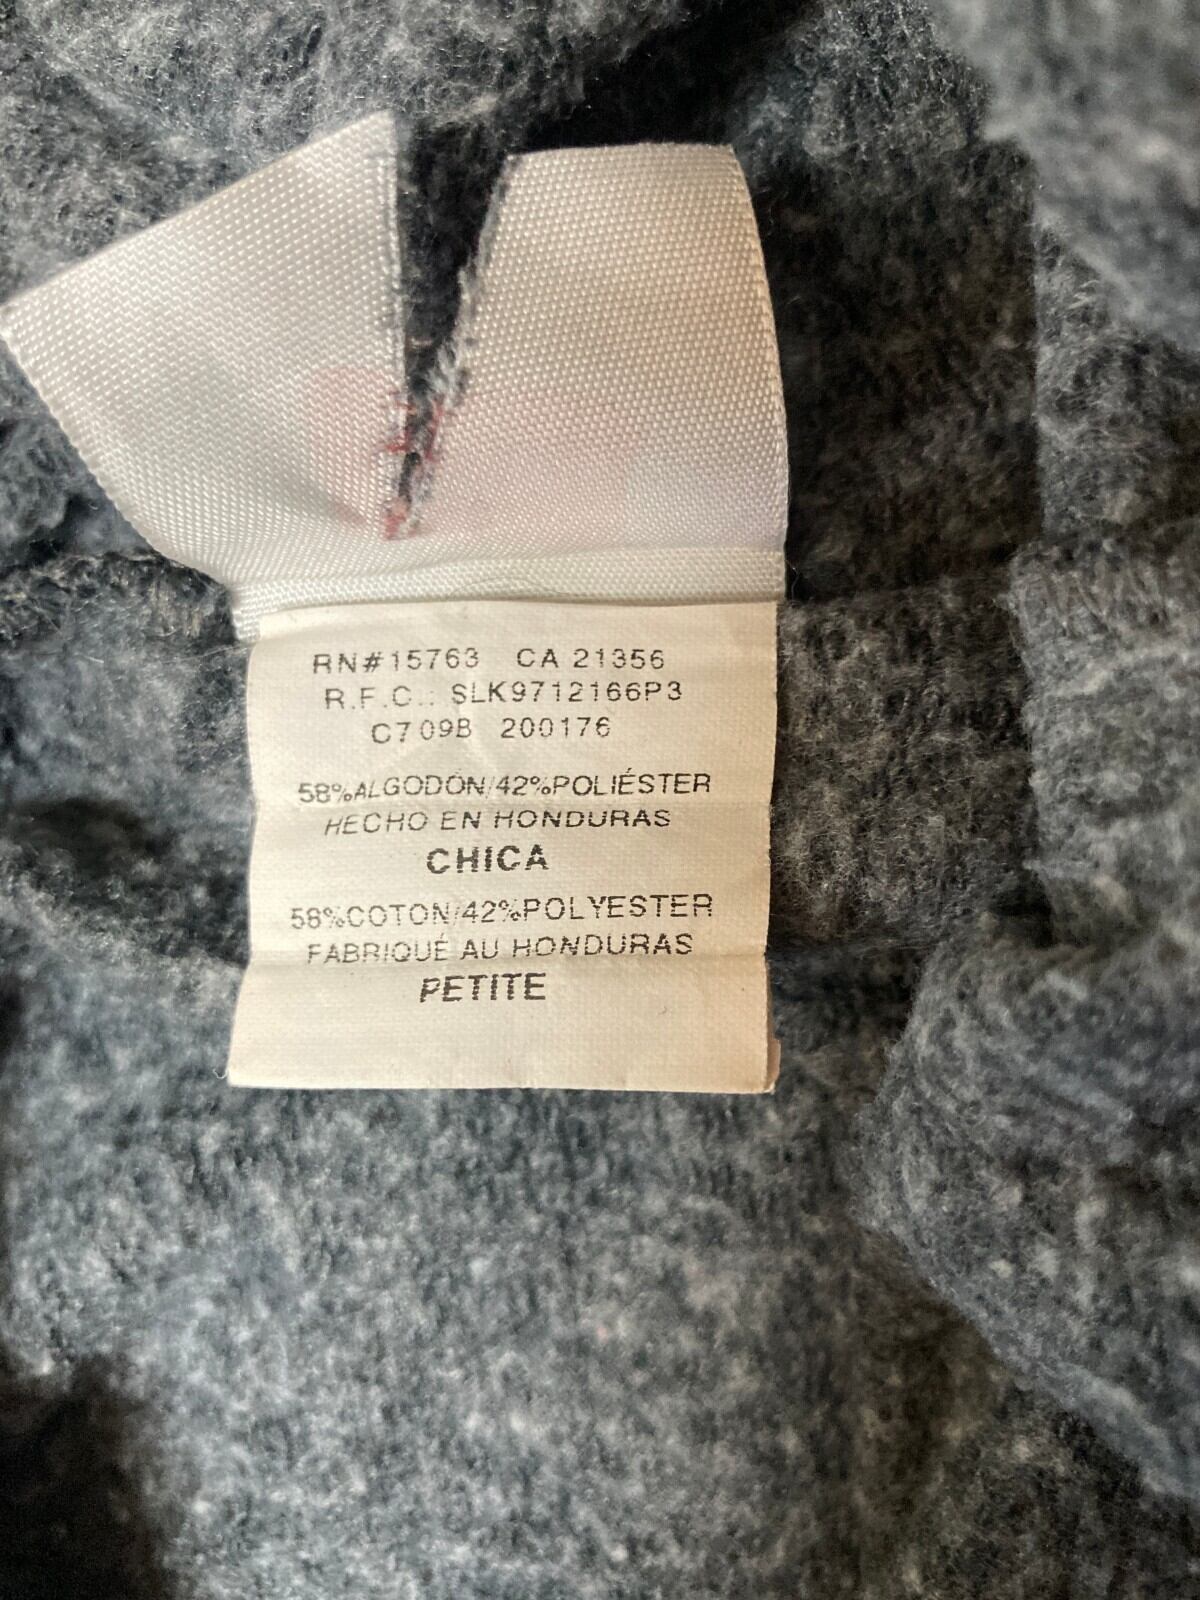 RN#15763 CA 21356
R.F.C.: SLK9712166P3
C709B 200176
58%ALGODÓN/42%POLIÉSTER
HECHO EN HONDURAS
CHICA
58%COTON/42%POLYESTER
FABRIQUÉ AU HONDURAS
PETITE